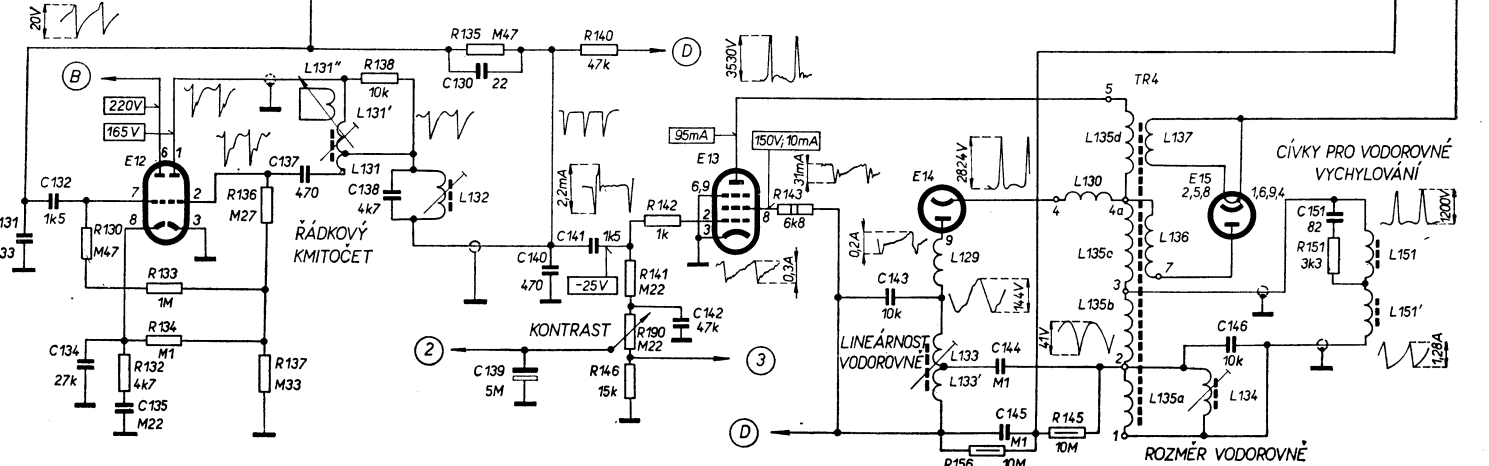 20V
R135 M47
R140
47k
D
C130 22
B
L131"
R138
10k
L131'
3530V
5
TR4
220V
165V
6 1
E12
C137
470
L131
L132
C138
4k7
2,2mA
95mA
150V; 10mA
E13
6,9
31mA
2824V
E14
L130
L135d
L137
E15
2,5,8
1,6,9,4
CÍVKY PRO VODOROVNÉ
VYCHYLOVÁNÍ
C132
1k5
7
2
8
3
R136
M27
ŘÁDKOVÝ
KMITOČET
131
33
R130
M47
R142
1k
2
3
8
R143
6k8
4
4a
C151
82
1200V
C141 1k5
0,2A
9
L129
L135c
L136
R151
3k3
L151
C140
470
-25V
R141
M22
0,3A
7
R133
1M
C143
10k
144V
3
L135b
L151'
KONTRAST
R190
M22
C142
47k
LINEÁRNOST
VODOROVNĚ
41V
C146
10k
1,28A
R134
M1
2
3
C134
27k
R132
4k7
R137
M33
C139
5M
R146
15k
L133
L133'
C144
M1
2
L135a
L134
C135
M22
D
C145
M1
R145
10M
1
R156 10M
ROZMĚR VODOROVNĚ